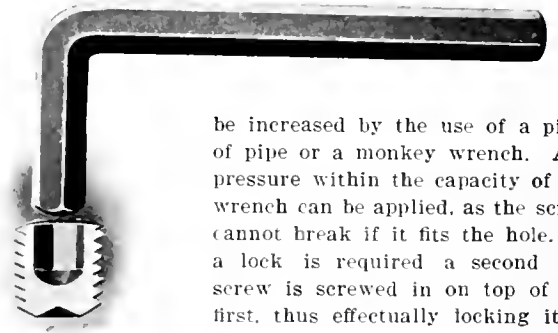 be increased by the use of a pi
of pipe or a monkey wrench. A
pressure within the capacity of
wrench can be applied, as the sc
cannot break if it fits the hole.
a lock is required a second
screw is screwed in on top of
first, thus effectually locking it